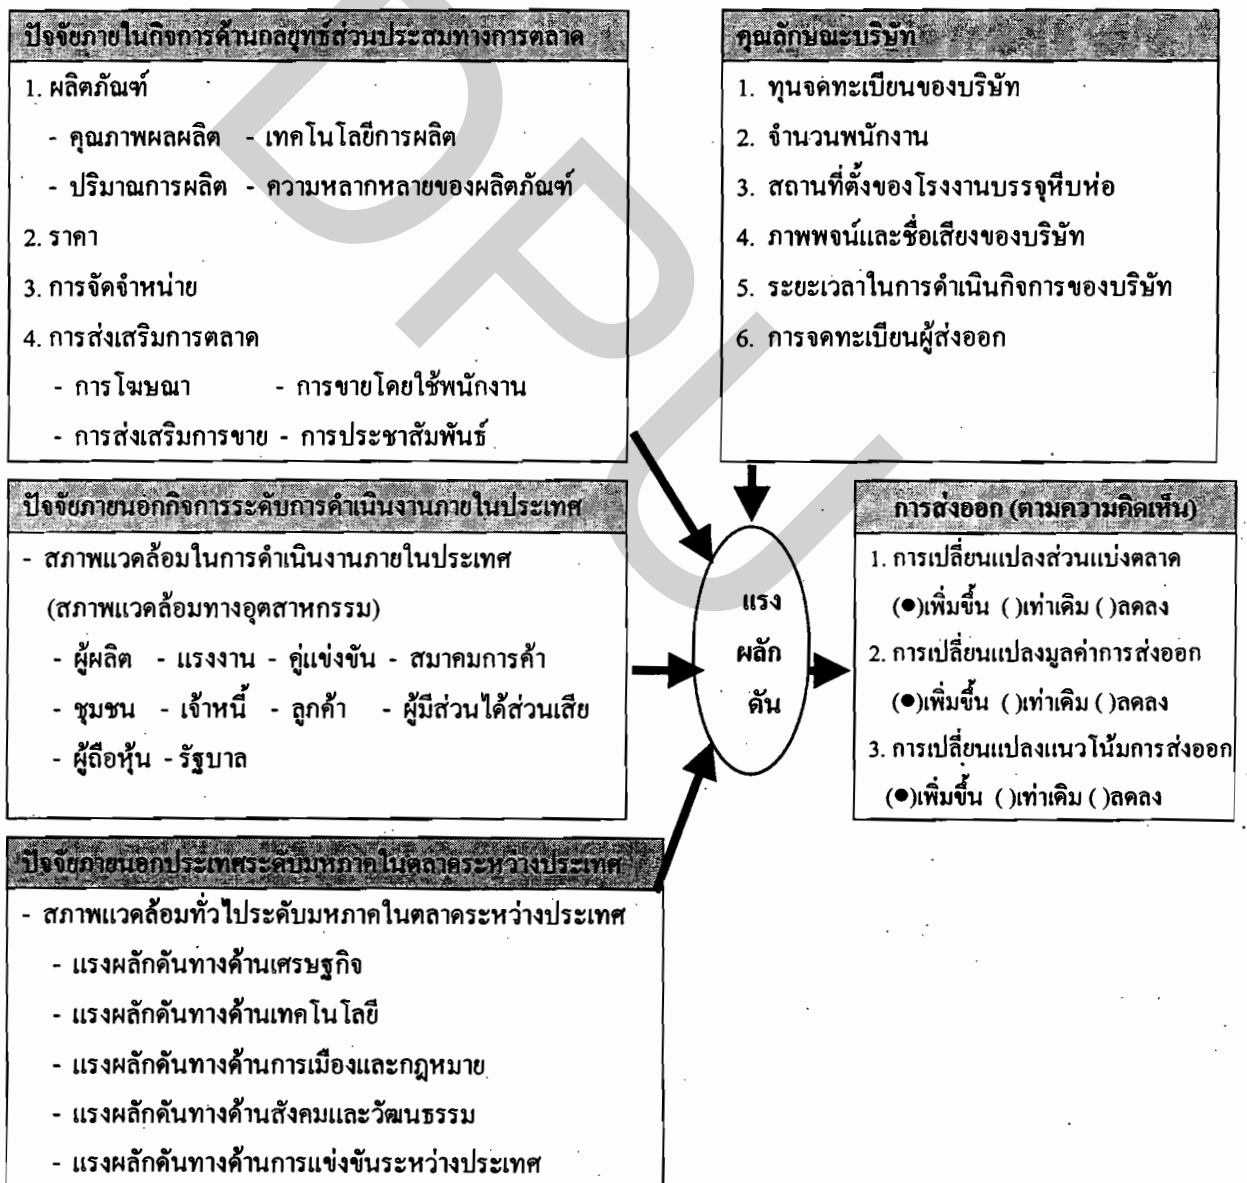 ปัจจัยภายในกิจการด้านกลยุทธ์ส่วนประสมทางการตลาด
1. ผลิตภัณฑ์
- คุณภาพผลผลิต - เทคโนโลยีการผลิต
- ปริมาณการผลิต - ความหลากหลายของผลิตภัณฑ์
2. ราคา
3. การจัดจำหน่าย
4. การส่งเสริมการตลาด
- การโฆษณา - การขายโดยใช้พนักงาน
- การส่งเสริมการขาย - การประชาสัมพันธ์
คุณลักษณะบริษัท
1. ทุนจดทะเบียนของบริษัท
2. จำนวนพนักงาน
3. สถานที่ตั้งของโรงงานบรรจุหีบห่อ
4. ภาพพจน์และชื่อเสียงของบริษัท
5. ระยะเวลาในการดำเนินกิจการของบริษัท
6. การจดทะเบียนผู้ส่งออก
ปัจจัยภายนอกกิจการระดับการดำเนินงานภายในประเทศ
- สภาพแวดล้อมในการดำเนินงานภายในประเทศ
(สภาพแวดล้อมทางอุตสาหกรรม)
- ผู้ผลิต - แรงงาน - คู่แข่งขัน - สมาคมการค้า
- ชุมชน - เจ้าหนี้ - ลูกค้า - ผู้มีส่วนได้ส่วนเสีย
- ผู้ถือหุ้น - รัฐบาล
แรง
ผลัก
ดัน
การส่งออก (ตามความคิดเห็น)
1. การเปลี่ยนแปลงส่วนแบ่งตลาด
(●)เพิ่มขึ้น ( )เท่าเดิม ( )ลดลง
2. การเปลี่ยนแปลงมูลค่าการส่งออก
(●)เพิ่มขึ้น ( )เท่าเดิม ( )ลดลง
3. การเปลี่ยนแปลงแนวโน้มการส่งออก
(●)เพิ่มขึ้น ( )เท่าเดิม ( )ลดลง
ปัจจัยภายนอกประเทศระดับมหภาคในตลาดระหว่างประเทศ
- สภาพแวดล้อมทั่วไประดับมหภาคในตลาดระหว่างประเทศ
- แรงผลักดันทางด้านเศรษฐกิจ
- แรงผลักดันทางด้านเทคโนโลยี
- แรงผลักดันทางด้านการเมืองและกฎหมาย
- แรงผลักดันทางด้านสังคมและวัฒนธรรม
- แรงผลักดันทางด้านการแข่งขันระหว่างประเทศ
DPU